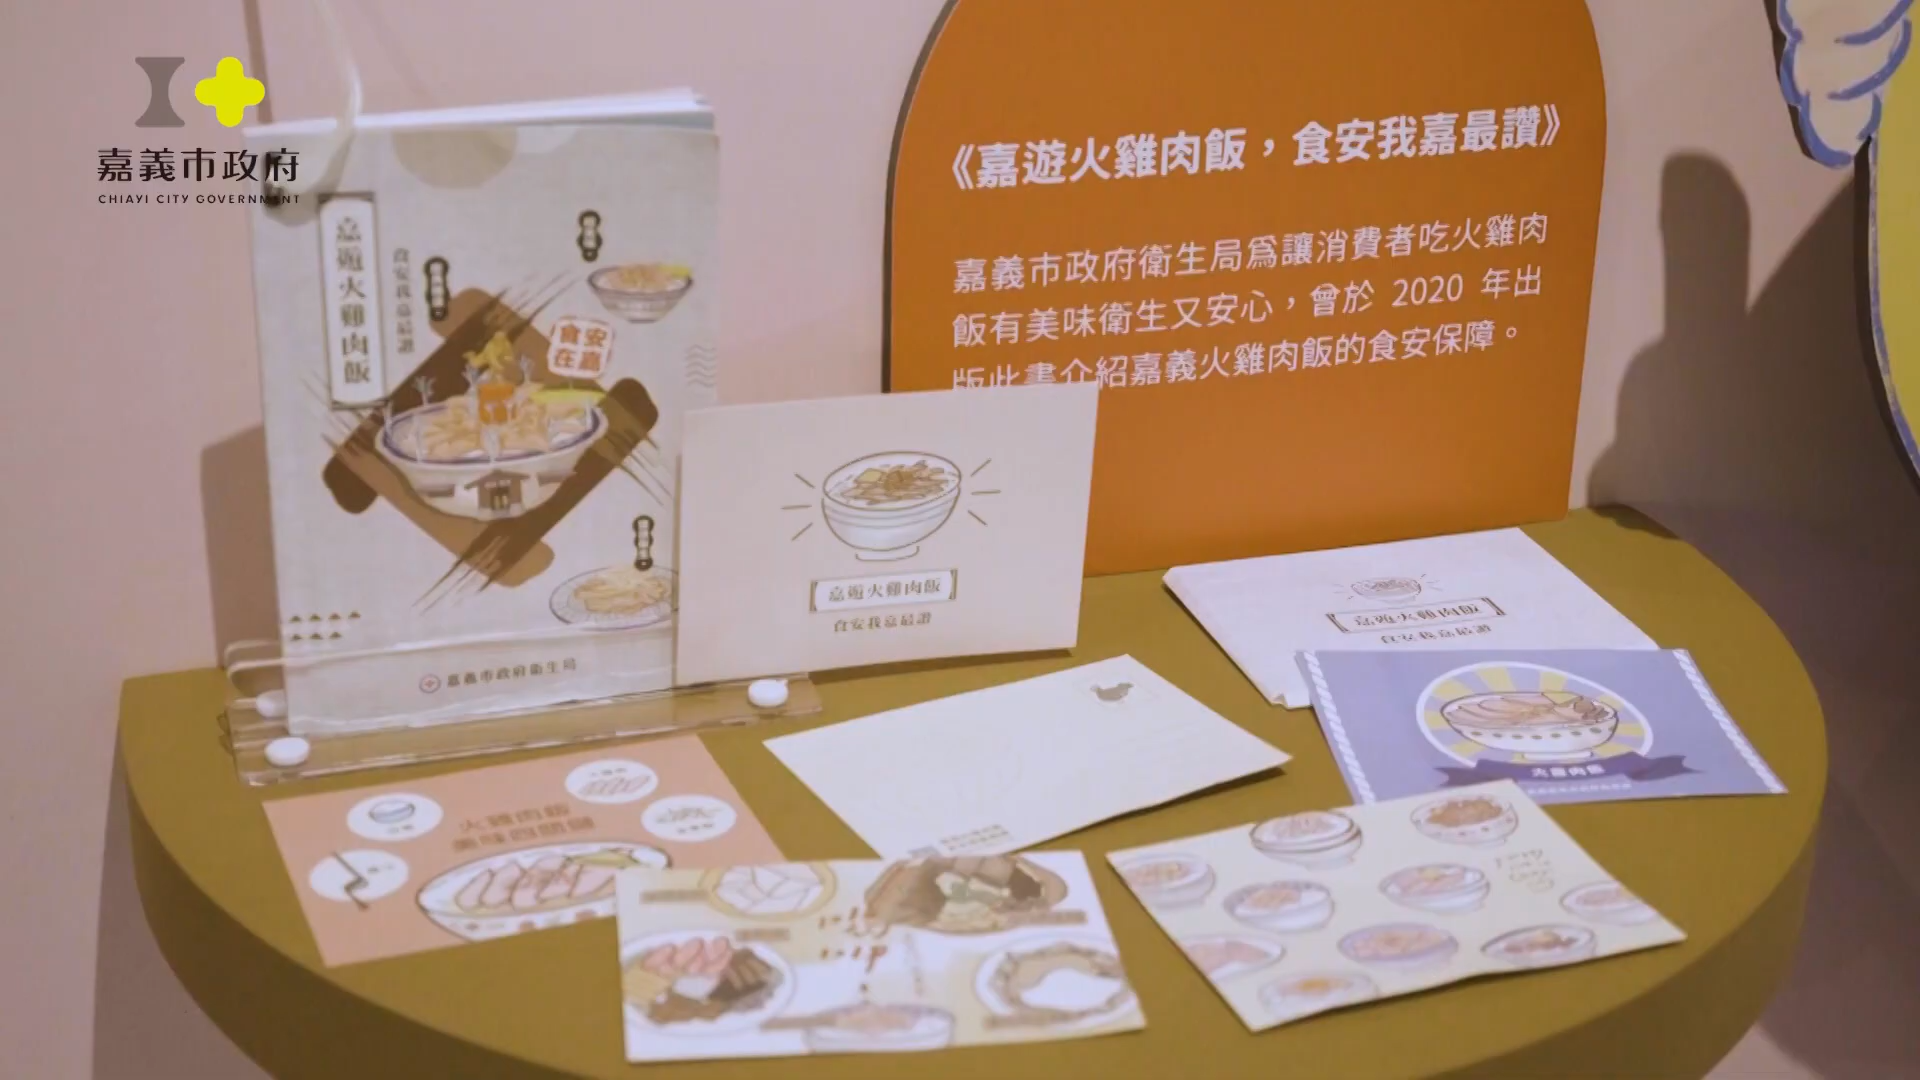 嘉義市政府
CHIAYI CITY GOVERNMENT
《嘉遊火雞肉飯，食安我嘉最讚》
嘉義市政府衛生局為讓消費者吃火雞肉
飯有美味衛生又安心，曾於 2020 年出
版此書介紹嘉義火雞肉飯的食安保障。
嘉遊火雞肉飯
食安我嘉最讚
食安
在嘉
嘉義市政府衛生局
嘉遊火雞肉飯
食安我嘉最讚
嘉遊火雞肉飯
食安我嘉最讚
火雞肉飯
火雞肉飯